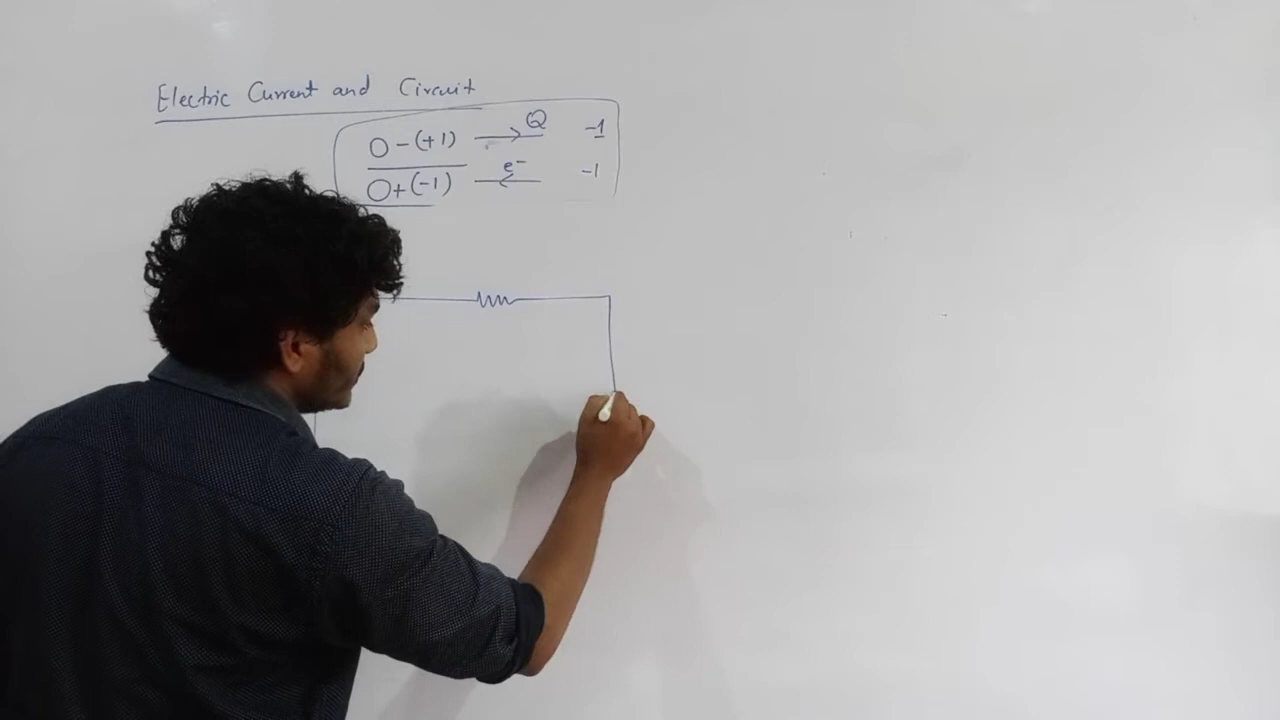 Electric Current and Circuit
0-(+1) → Q -1
0+(-1) ← e⁻ -1